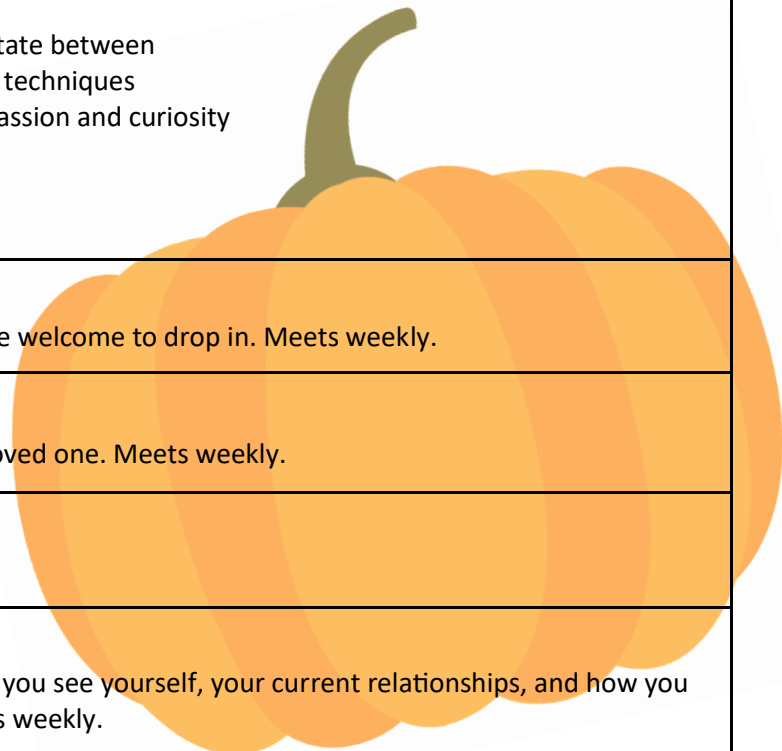 tate between
techniques
assion and curiosity
e welcome to drop in. Meets weekly.
oved one. Meets weekly.
you see yourself, your current relationships, and how you
s weekly.